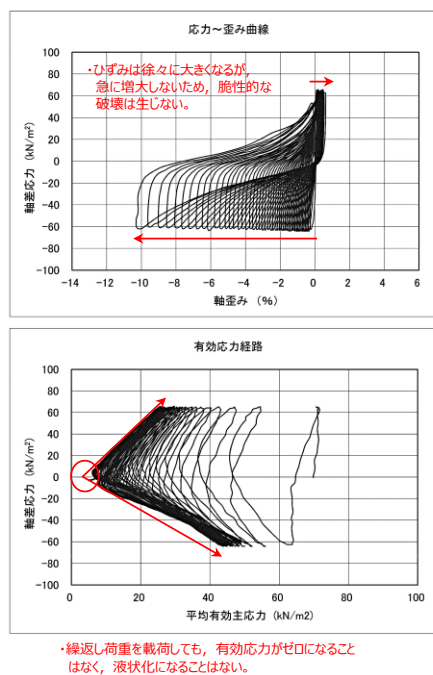 応力～歪み曲線
・ひずみは徐々に大きくなるが，
急に増大しないため，脆性的な
破壊は生じない。
軸差応力（kN/m²）
100
80
60
40
20
0
-20
-40
-60
-80
-100
-14 -12 -10 -8 -6 -4 -2 0 2 4 6
軸歪み （%）
有効応力経路
軸差応力（kN/m²）
100
80
60
40
20
0
-20
-40
-60
-80
-100
0 20 40 60 80 100
平均有効主応力（kN/m2）
・繰返し荷重を載荷しても，有効応力がゼロになること
はなく，液状化になることはない。